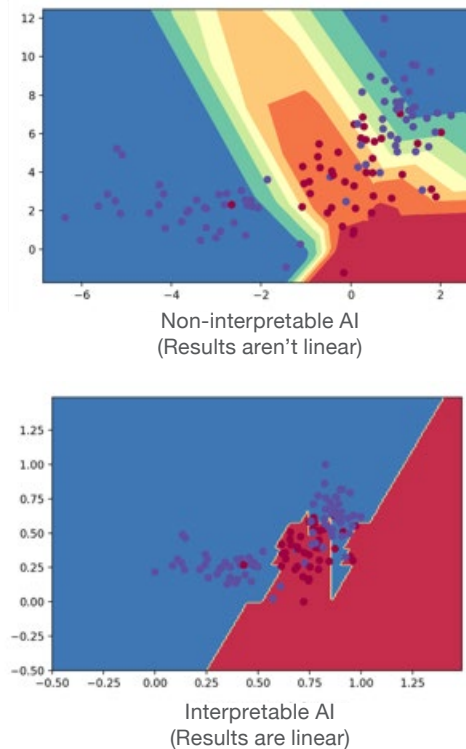 12
10
8
6
4
2
0
−6 −4 −2 0 2
Non-interpretable AI
(Results aren't linear)
1.25
1.00
0.75
0.50
0.25
0.00
−0.25
−0.50
−0.50 −0.25 0.00 0.25 0.50 0.75 1.00 1.25
Interpretable AI
(Results are linear)